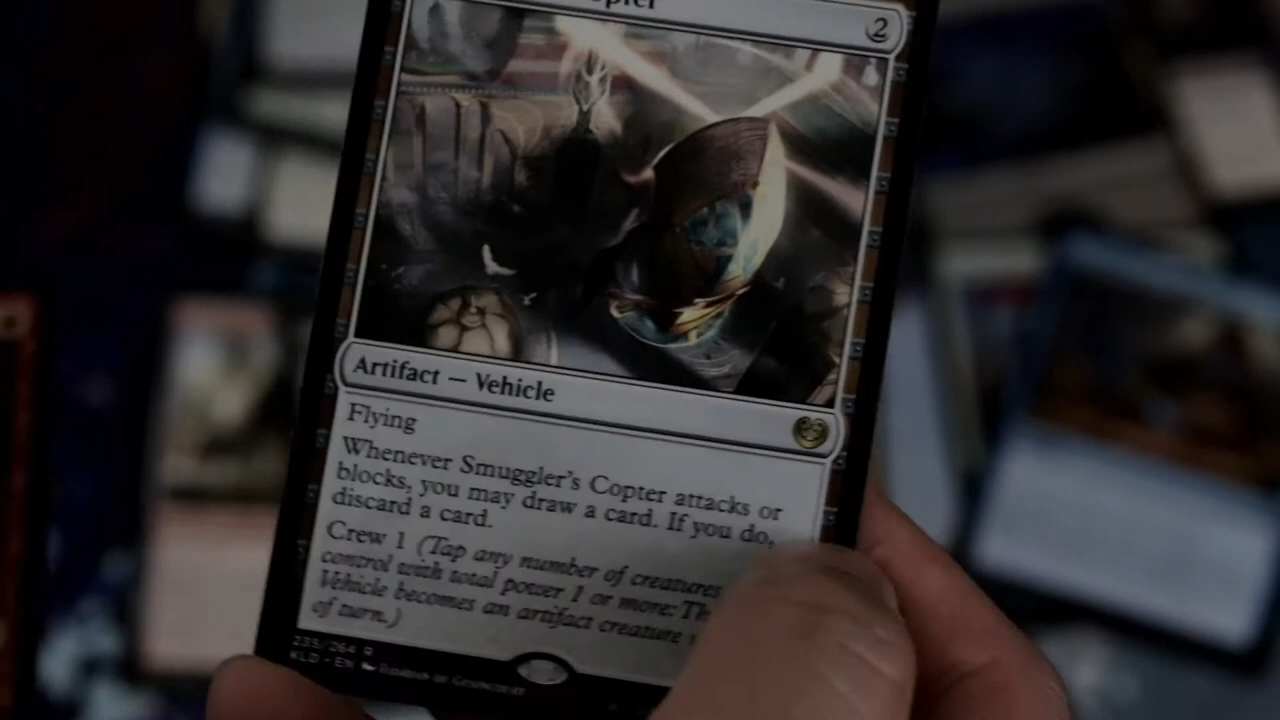 2
Artifact — Vehicle
Flying
Whenever Smuggler's Copter attacks or
blocks, you may draw a card. If you do,
discard a card.
Crew 1 (Tap any number of creatures
control with total power 1 or more: Th
Vehicle becomes an artifact creature
of turn.)
235/264 R
KLD • EN